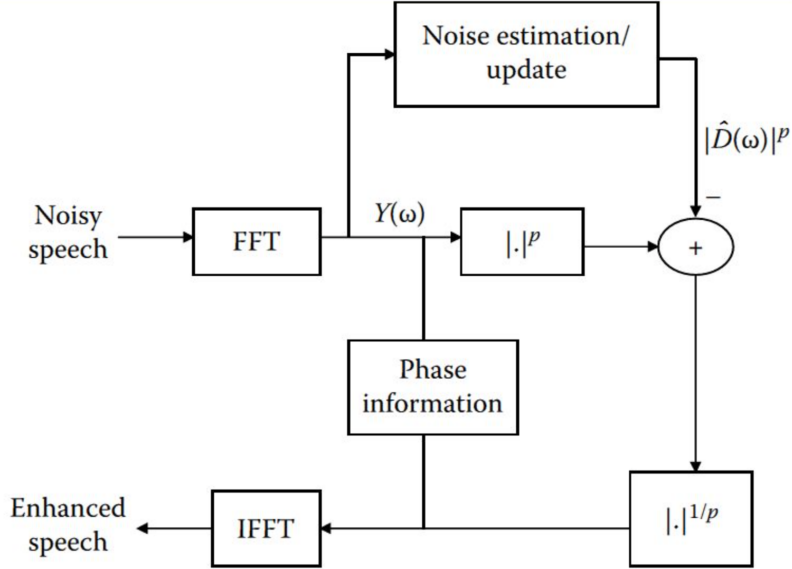 Noise estimation/
update
|D̂(ω)|ᵖ
−
Noisy
speech
FFT
Y(ω)
|.|ᵖ
+
Phase
information
Enhanced
speech
IFFT
|.|¹/ᵖ